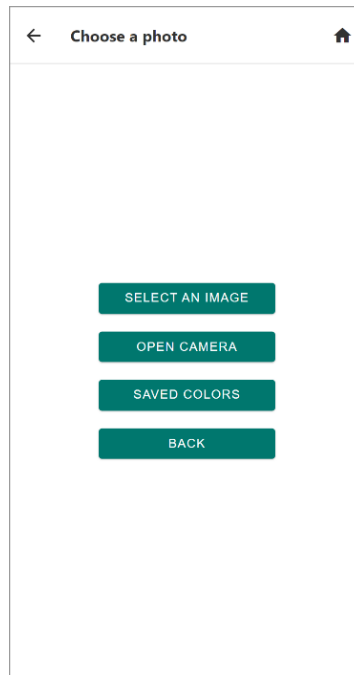 Choose a photo
SELECT AN IMAGE
OPEN CAMERA
SAVED COLORS
BACK